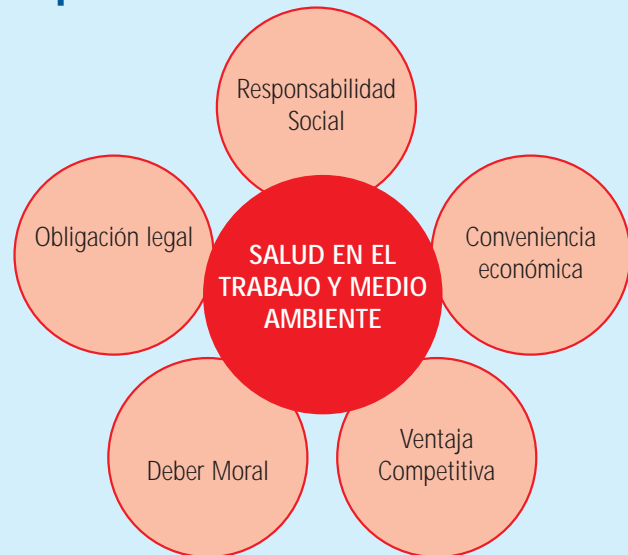 Responsabilidad
Social
Obligación legal
SALUD EN EL
TRABAJO Y MEDIO
AMBIENTE
Conveniencia
económica
Deber Moral
Ventaja
Competitiva